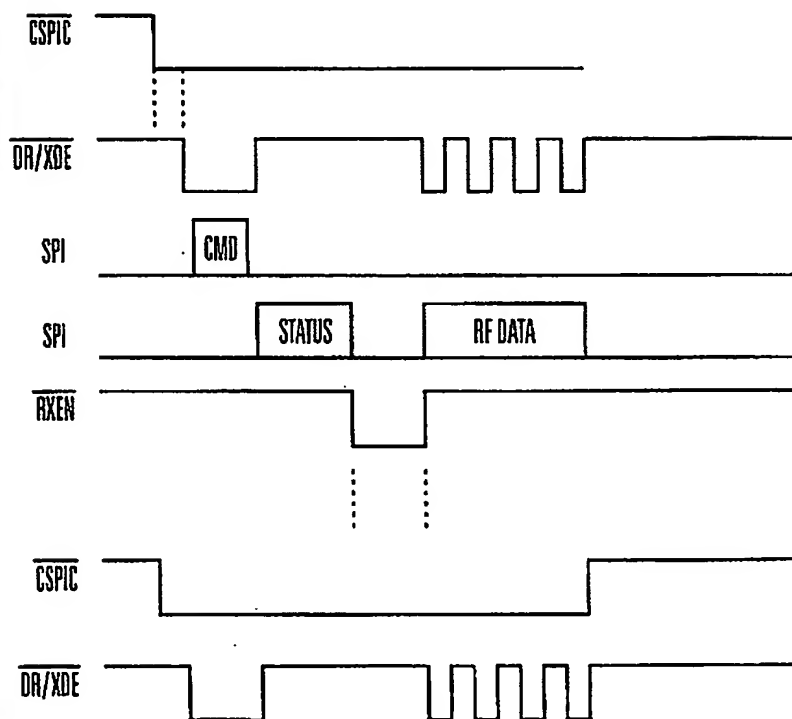 CSPIC
DR/XDE
SPI CMD
SPI STATUS RF DATA
RXEN
CSPIC
DR/XDE